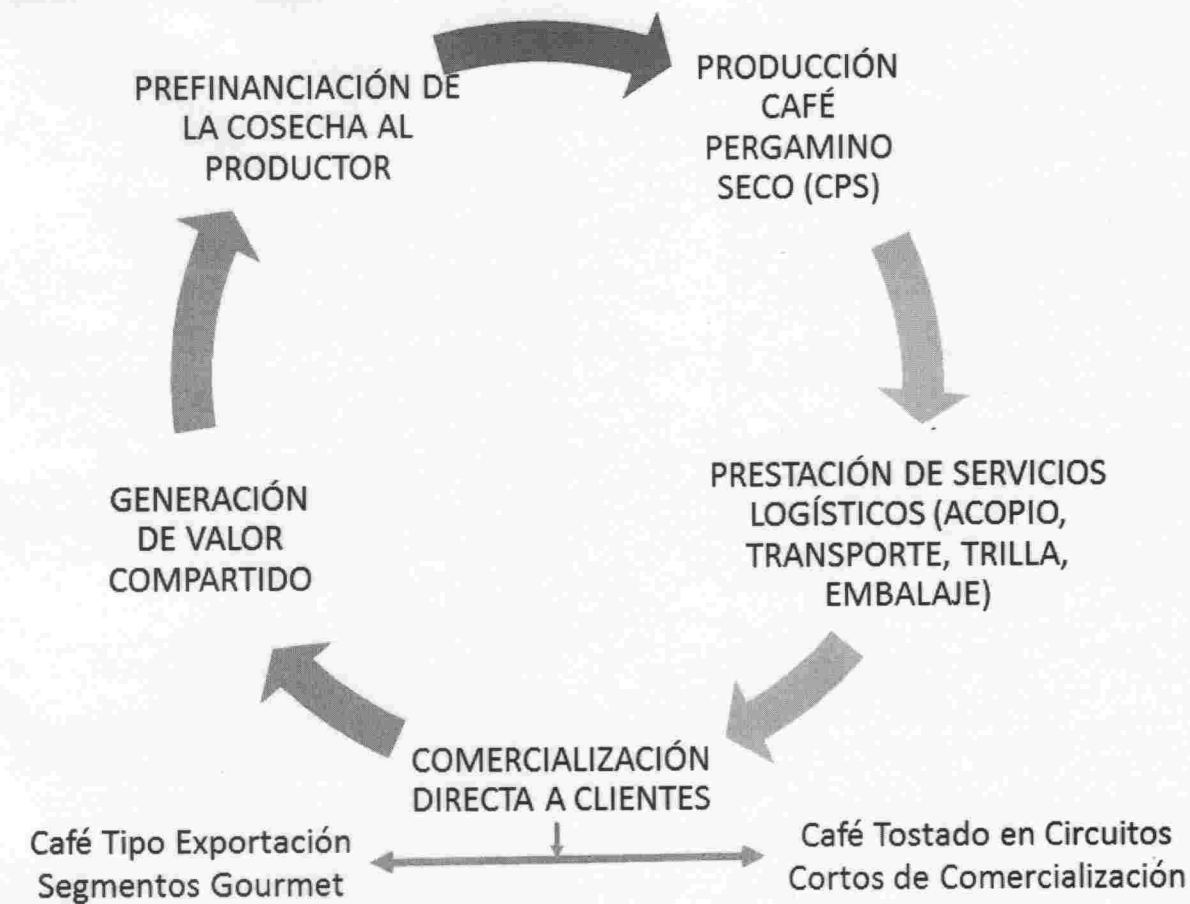 PREFINANCIACIÓN DE
LA COSECHA AL
PRODUCTOR
PRODUCCIÓN
CAFÉ
PERGAMINO
SECO (CPS)
PRESTACIÓN DE SERVICIOS
LOGÍSTICOS (ACOPIO,
TRANSPORTE, TRILLA,
EMBALAJE)
COMERCIALIZACIÓN
DIRECTA A CLIENTES
Café Tipo Exportación
Segmentos Gourmet
Café Tostado en Circuitos
Cortos de Comercialización
GENERACIÓN
DE VALOR
COMPARTIDO